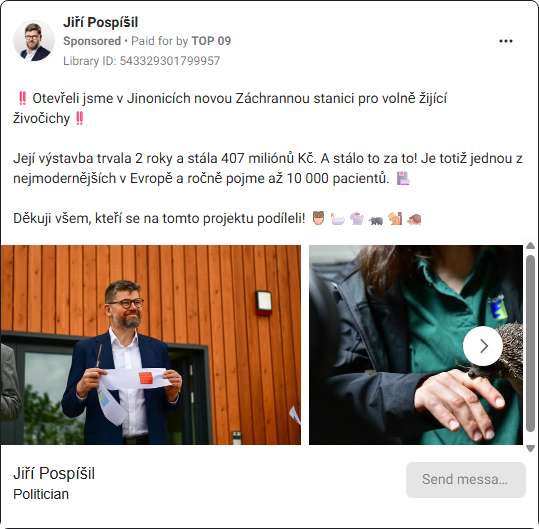 Jiří Pospíšil
Sponsored • Paid for by TOP 09
Library ID: 543329301799957
‼️ Otevřeli jsme v Jinonicích novou Záchrannou stanici pro volně žijící
živočichy ‼️
Její výstavba trvala 2 roky a stála 407 miliónů Kč. A stálo to za to! Je totiž jednou z
nejmodernějších v Evropě a ročně pojme až 10 000 pacientů.
Děkuji všem, kteří se na tomto projektu podíleli!
Jiří Pospíšil
Politician
Send messa...